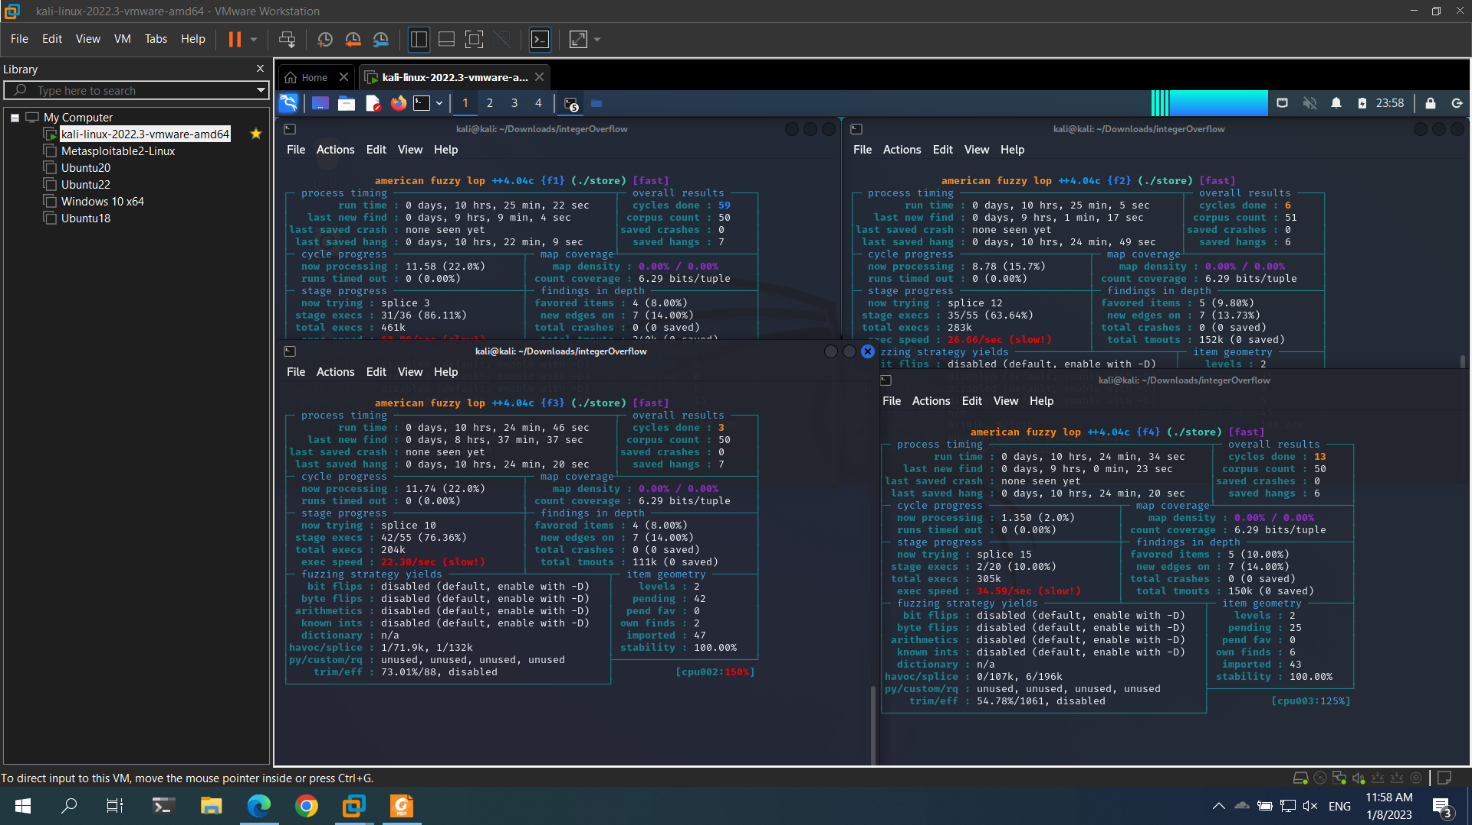 kali-linux-2022.3-vmware-amd64 - VMware Workstation
File Edit View VM Tabs Help
Library
Type here to search
My Computer
kali-linux-2022.3-vmware-amd64
Metasploitable2-Linux
Ubuntu20
Ubuntu22
Windows 10 x64
Ubuntu18
Home
kali-linux-2022.3-vmware-a...
1 2 3 4
5
23:58
kali@kali: ~/Downloads/integerOverflow
File Actions Edit View Help
american fuzzy lop ++4.04c {f1} (./store) [fast]
process timing
overall results
run time : 0 days, 10 hrs, 25 min, 22 sec
cycles done : 59
last new find : 0 days, 9 hrs, 9 min, 4 sec
corpus count : 50
last saved crash : none seen yet
saved crashes : 0
last saved hang : 0 days, 10 hrs, 22 min, 9 sec
saved hangs : 7
cycle progress
map coverage
now processing : 11.58 (22.0%)
map density : 0.00% / 0.00%
runs timed out : 0 (0.00%)
count coverage : 6.29 bits/tuple
stage progress
findings in depth
now trying : splice 3
favored items : 4 (8.00%)
stage execs : 31/36 (86.11%)
new edges on : 7 (14.00%)
total execs : 461k
total crashes : 0 (0 saved)
kali@kali: ~/Downloads/integerOverflow
File Actions Edit View Help
american fuzzy lop ++4.04c {f2} (./store) [fast]
process timing
overall results
run time : 0 days, 10 hrs, 25 min, 5 sec
cycles done : 6
last new find : 0 days, 9 hrs, 1 min, 17 sec
corpus count : 51
last saved crash : none seen yet
saved crashes : 0
last saved hang : 0 days, 10 hrs, 24 min, 49 sec
saved hangs : 6
cycle progress
map coverage
now processing : 8.78 (15.7%)
map density : 0.00% / 0.00%
runs timed out : 0 (0.00%)
count coverage : 6.29 bits/tuple
stage progress
findings in depth
now trying : splice 12
favored items : 5 (9.80%)
stage execs : 35/55 (63.64%)
new edges on : 7 (13.73%)
total execs : 283k
total crashes : 0 (0 saved)
exec speed : 26.66/sec (slow!)
total tmouts : 152k (0 saved)
fuzzing strategy yields
item geometry
bit flips : disabled (default, enable with -D)
levels : 2
kali@kali: ~/Downloads/integerOverflow
File Actions Edit View Help
american fuzzy lop ++4.04c {f3} (./store) [fast]
process timing
overall results
run time : 0 days, 10 hrs, 24 min, 46 sec
cycles done : 3
last new find : 0 days, 8 hrs, 37 min, 37 sec
corpus count : 50
last saved crash : none seen yet
saved crashes : 0
last saved hang : 0 days, 10 hrs, 24 min, 20 sec
saved hangs : 7
cycle progress
map coverage
now processing : 11.74 (22.0%)
map density : 0.00% / 0.00%
runs timed out : 0 (0.00%)
count coverage : 6.29 bits/tuple
stage progress
findings in depth
now trying : splice 10
favored items : 4 (8.00%)
stage execs : 42/55 (76.36%)
new edges on : 7 (14.00%)
total execs : 204k
total crashes : 0 (0 saved)
exec speed : 22.30/sec (slow!)
total tmouts : 111k (0 saved)
fuzzing strategy yields
item geometry
bit flips : disabled (default, enable with -D)
levels : 2
byte flips : disabled (default, enable with -D)
pending : 42
arithmetics : disabled (default, enable with -D)
pend fav : 0
known ints : disabled (default, enable with -D)
own finds : 2
dictionary : n/a
imported : 47
havoc/splice : 1/71.9k, 1/132k
stability : 100.00%
py/custom/rq : unused, unused, unused, unused
trim/eff : 73.01%/88, disabled
[cpu002:150%]
kali@kali: ~/Downloads/integerOverflow
File Actions Edit View Help
american fuzzy lop ++4.04c {f4} (./store) [fast]
process timing
overall results
run time : 0 days, 10 hrs, 24 min, 34 sec
cycles done : 13
last new find : 0 days, 9 hrs, 0 min, 23 sec
corpus count : 50
last saved crash : none seen yet
saved crashes : 0
last saved hang : 0 days, 10 hrs, 24 min, 20 sec
saved hangs : 6
cycle progress
map coverage
now processing : 1.350 (2.0%)
map density : 0.00% / 0.00%
runs timed out : 0 (0.00%)
count coverage : 6.29 bits/tuple
stage progress
findings in depth
now trying : splice 15
favored items : 5 (10.00%)
stage execs : 2/20 (10.00%)
new edges on : 7 (14.00%)
total execs : 305k
total crashes : 0 (0 saved)
exec speed : 34.59/sec (slow!)
total tmouts : 150k (0 saved)
fuzzing strategy yields
item geometry
bit flips : disabled (default, enable with -D)
levels : 2
byte flips : disabled (default, enable with -D)
pending : 25
arithmetics : disabled (default, enable with -D)
pend fav : 0
known ints : disabled (default, enable with -D)
own finds : 6
dictionary : n/a
imported : 43
havoc/splice : 0/107k, 6/196k
stability : 100.00%
py/custom/rq : unused, unused, unused, unused
trim/eff : 54.78%/1061, disabled
[cpu003:125%]
To direct input to this VM, move the mouse pointer inside or press Ctrl+G.
ENG
11:58 AM
1/8/2023
3